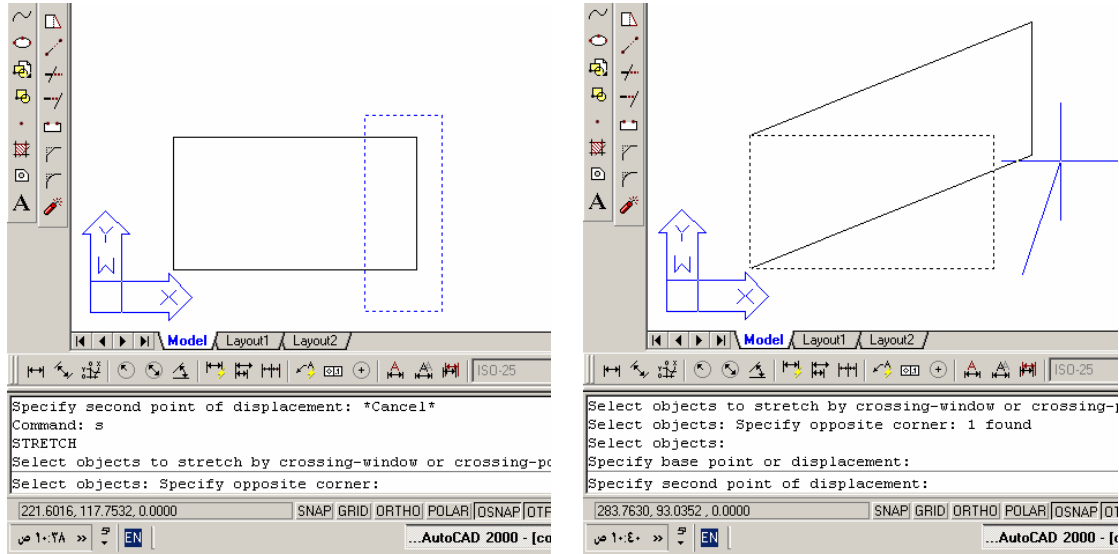 A
Y
W
X
Model Layout1 Layout2
ISO-25
Specify second point of displacement: *Cancel*
Command: s
STRETCH
Select objects to stretch by crossing-window or crossing-po
Select objects: Specify opposite corner:
221.6016, 117.7532, 0.0000 SNAP GRID ORTHO POLAR OSNAP OTF
١٠:٢٨ ص » EN ...AutoCAD 2000 - [co
A
Y
W
X
Model Layout1 Layout2
ISO-25
Select objects to stretch by crossing-window or crossing-p
Select objects: Specify opposite corner: 1 found
Select objects:
Specify base point or displacement:
Specify second point of displacement:
283.7630, 93.0352 , 0.0000 SNAP GRID ORTHO POLAR OSNAP OT
١٠:٤٠ ص » EN ...AutoCAD 2000 - [c